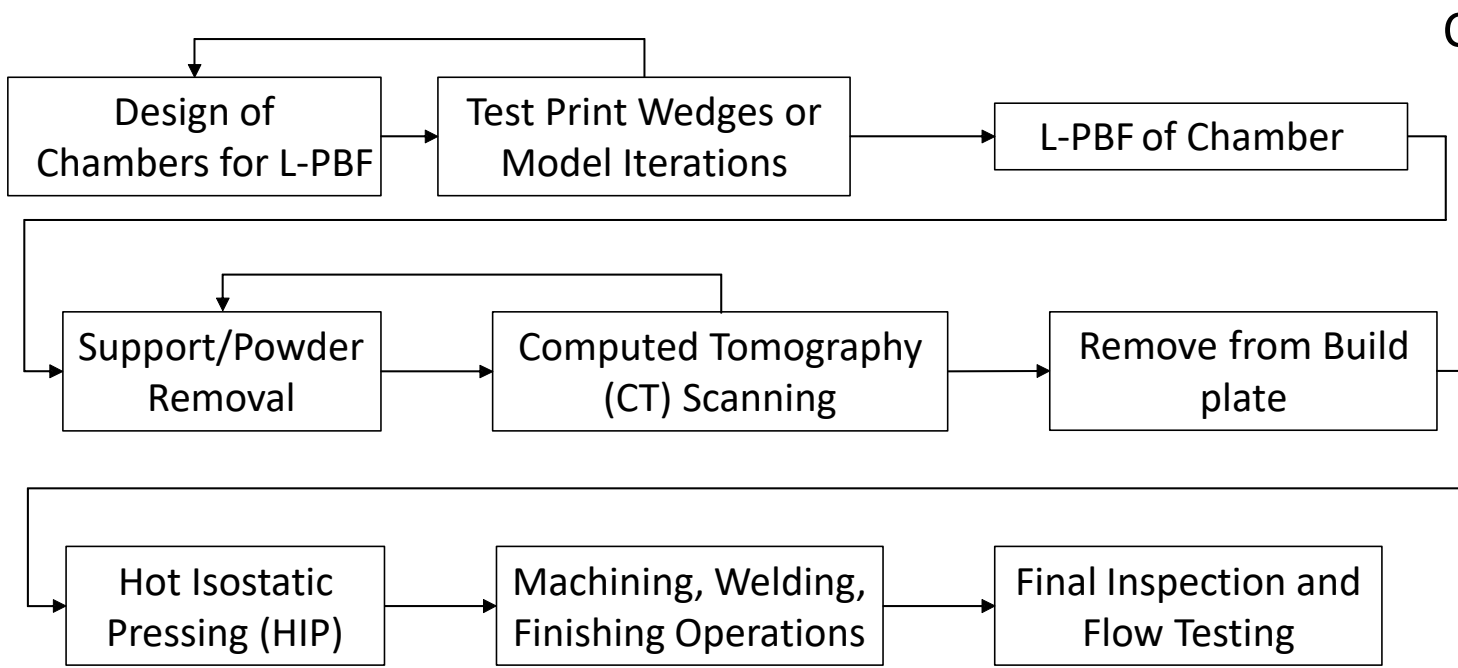 Design of
Chambers for L-PBF
Test Print Wedges or
Model Iterations
L-PBF of Chamber
Support/Powder
Removal
Computed Tomography
(CT) Scanning
Remove from Build
plate
Hot Isostatic
Pressing (HIP)
Machining, Welding,
Finishing Operations
Final Inspection and
Flow Testing